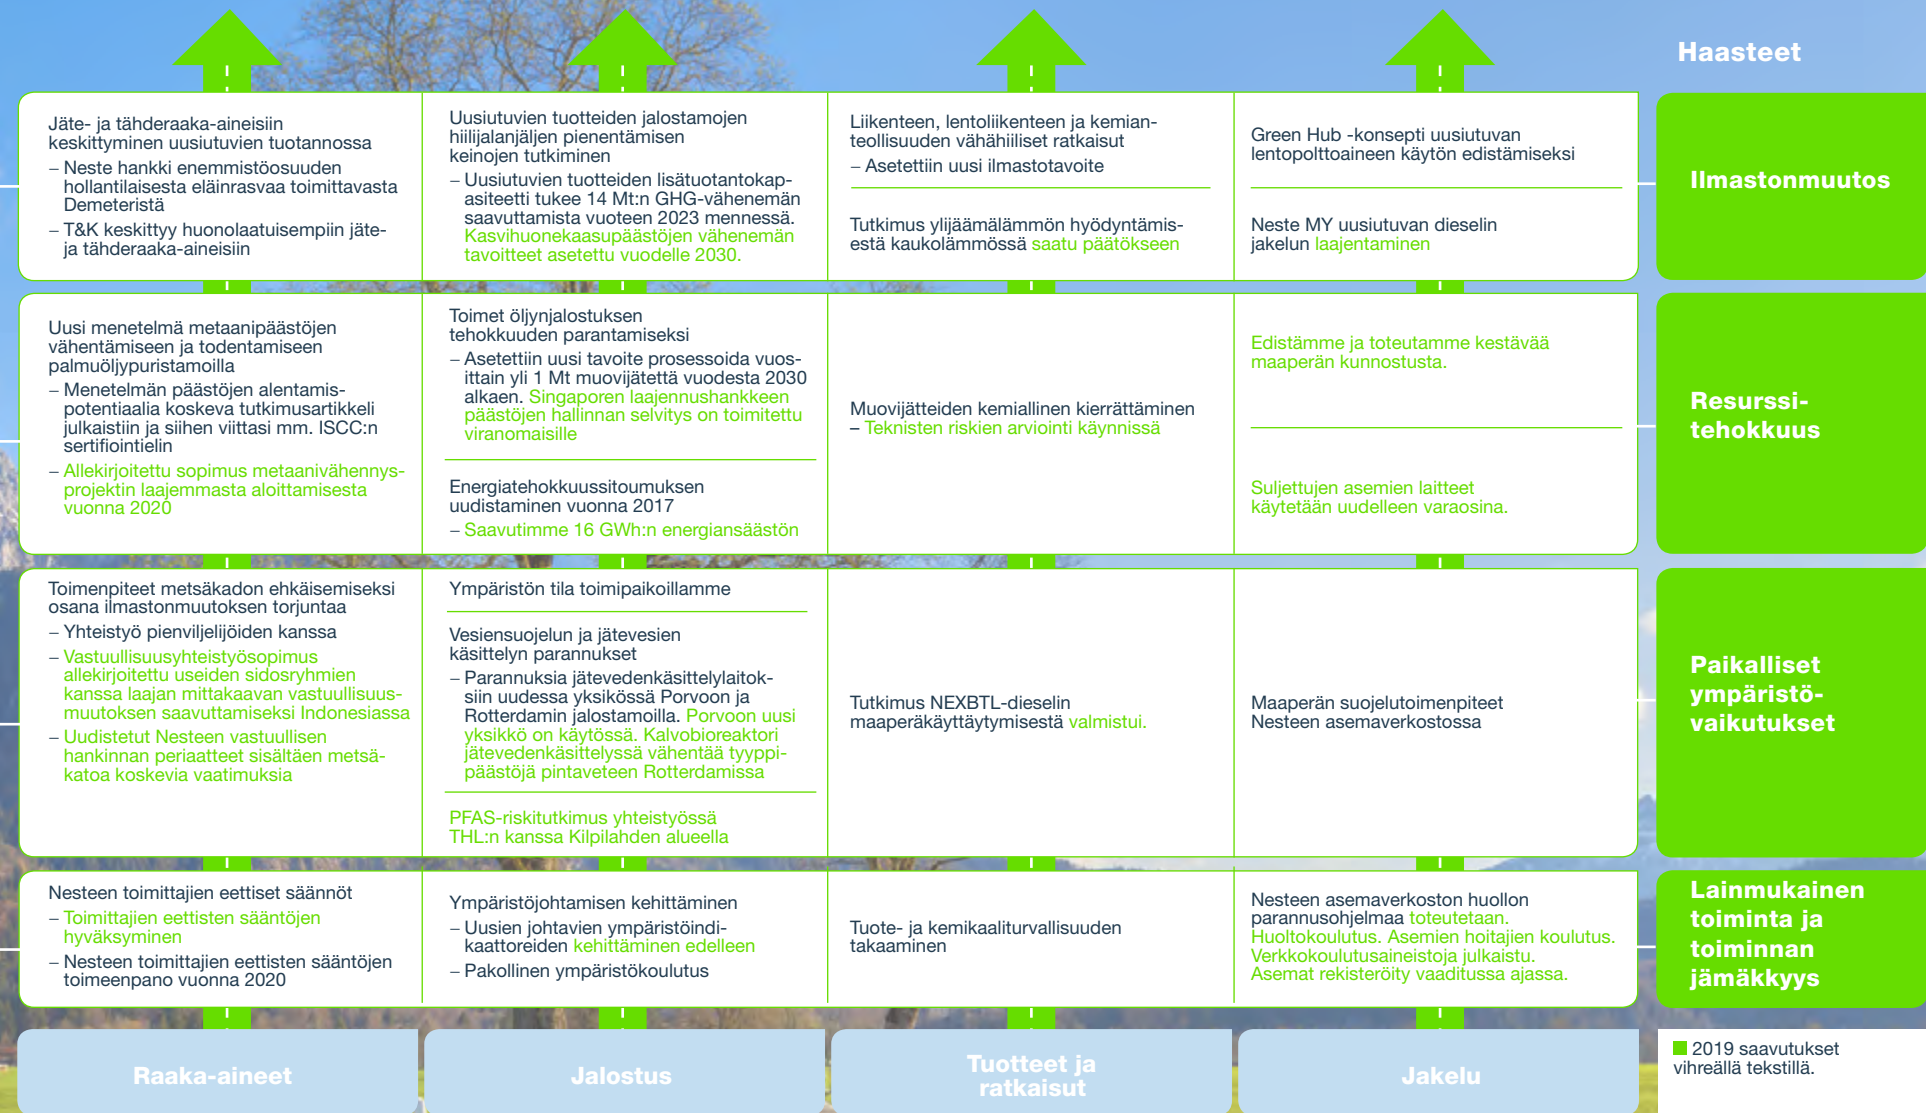 Haasteet
Jäte- ja tähderaaka-aineisiin
keskittyminen uusiutuvien tuotannossa
– Neste hankki enemmistöosuuden
hollantilaisesta eläinrasvaa toimittavasta
Demeteristä
– T&K keskittyy huonolaatuisempiin jäte-
ja tähderaaka-aineisiin
Uusiutuvien tuotteiden jalostamojen
hiilijalanjäljen pienentämisen
keinojen tutkiminen
– Uusiutuvien tuotteiden lisätuotantokap-
asiteetti tukee 14 Mt:n GHG-vähenemän
saavuttamista vuoteen 2023 mennessä.
Kasvihuonekaasupäästöjen vähenemän
tavoitteet asetettu vuodelle 2030.
Liikenteen, lentoliikenteen ja kemian-
teollisuuden vähähiiliset ratkaisut
– Asetettiin uusi ilmastotavoite
Tutkimus ylijäämälämmön hyödyntämis-
estä kaukolämmössä saatu päätökseen
Green Hub -konsepti uusiutuvan
lentopolttoaineen käytön edistämiseksi
Neste MY uusiutuvan dieselin
jakelun laajentaminen
Ilmastonmuutos
Uusi menetelmä metaanipäästöjen
vähentämiseen ja todentamiseen
palmuöljypuristamoilla
– Menetelmän päästöjen alentamis-
potentiaalia koskeva tutkimusartikkeli
julkaistiin ja siihen viittasi mm. ISCC:n
sertifiointielin
– Allekirjoitettu sopimus metaanivähennys-
projektin laajemmasta aloittamisesta
vuonna 2020
Toimet öljynjalostuksen
tehokkuuden parantamiseksi
– Asetettiin uusi tavoite prosessoida vuos-
ittain yli 1 Mt muovijätettä vuodesta 2030
alkaen. Singaporen laajennushankkeen
päästöjen hallinnan selvitys on toimitettu
viranomaisille
Energiatehokkuussitoumuksen
uudistaminen vuonna 2017
– Saavutimme 16 GWh:n energiansäästön
Muovijätteiden kemiallinen kierrättäminen
– Teknisten riskien arviointi käynnissä
Edistämme ja toteutamme kestävää
maaperän kunnostusta.
Suljettujen asemien laitteet
käytetään uudelleen varaosina.
Resurssi-
tehokkuus
Toimenpiteet metsäkadon ehkäisemiseksi
osana ilmastonmuutoksen torjuntaa
– Yhteistyö pienviljelijöiden kanssa
– Vastuullisuusyhteistyösopimus
allekirjoitettu useiden sidosryhmien
kanssa laajan mittakaavan vastuullisuus-
muutoksen saavuttamiseksi Indonesiassa
– Uudistetut Nesteen vastuullisen
hankinnan periaatteet sisältäen metsä-
katoa koskevia vaatimuksia
Ympäristön tila toimipaikoillamme
Vesiensuojelun ja jätevesien
käsittelyn parannukset
– Parannuksia jätevedenkäsittelylaitok-
siin uudessa yksikössä Porvoon ja
Rotterdamin jalostamoilla. Porvoon uusi
yksikkö on käytössä. Kalvobioreaktori
jätevedenkäsittelyssä vähentää tyyppi-
päästöjä pintaveteen Rotterdamissa
PFAS-riskitutkimus yhteistyössä
THL:n kanssa Kilpilahden alueella
Tutkimus NEXBTL-dieselin
maaperäkäyttäytymisestä valmistui.
Maaperän suojelutoimenpiteet
Nesteen asemaverkostossa
Paikalliset
ympäristö-
vaikutukset
Nesteen toimittajien eettiset säännöt
– Toimittajien eettisten sääntöjen
hyväksyminen
– Nesteen toimittajien eettisten sääntöjen
toimeenpano vuonna 2020
Ympäristöjohtamisen kehittäminen
– Uusien johtavien ympäristöindi-
kaattoreiden kehittäminen edelleen
– Pakollinen ympäristökoulutus
Tuote- ja kemikaaliturvallisuuden
takaaminen
Nesteen asemaverkoston huollon
parannusohjelmaa toteutetaan.
Huoltokoulutus. Asemien hoitajien koulutus.
Verkkokoulutusaineistoja julkaistu.
Asemat rekisteröity vaaditussa ajassa.
Lainmukainen
toiminta ja
toiminnan
jämäkkyys
Raaka-aineet
Jalostus
Tuotteet ja
ratkaisut
Jakelu
2019 saavutukset
vihreällä tekstillä.